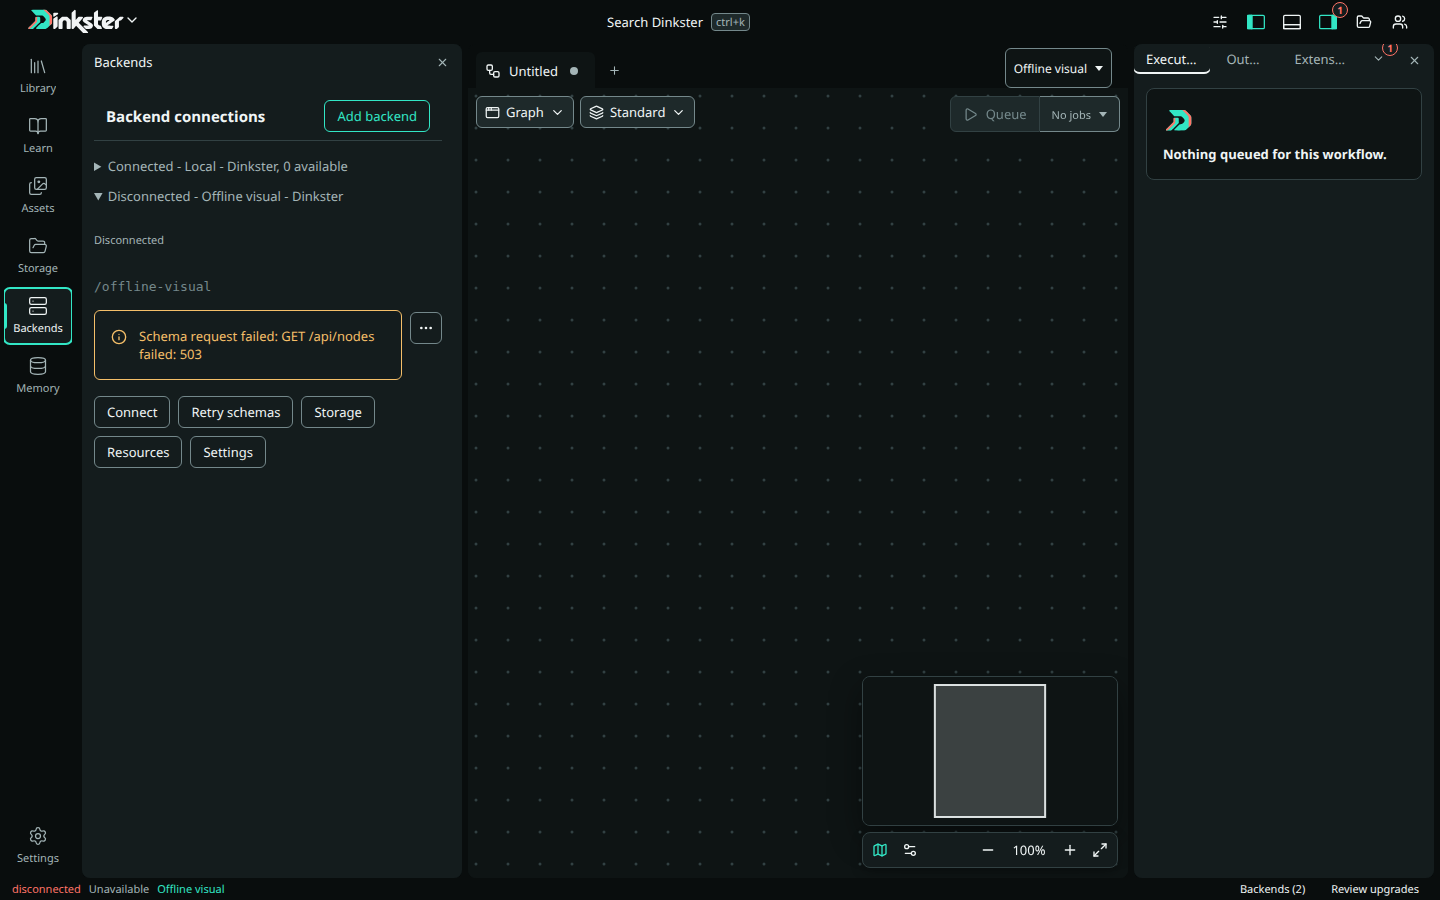 Dinkster
Search Dinkster ctrl+k
1
Library
Learn
Assets
Storage
Backends
Memory
Settings
Backends
Backend connections
Add backend
Connected - Local - Dinkster, 0 available
Disconnected - Offline visual - Dinkster
Disconnected
/offline-visual
Schema request failed: GET /api/nodes
failed: 503
...
Connect
Retry schemas
Storage
Resources
Settings
Untitled
Offline visual
Graph
Standard
Queue
No jobs
100%
Execut...
Out...
Extens...
1
Nothing queued for this workflow.
disconnected Unavailable Offline visual
Backends (2)
Review upgrades